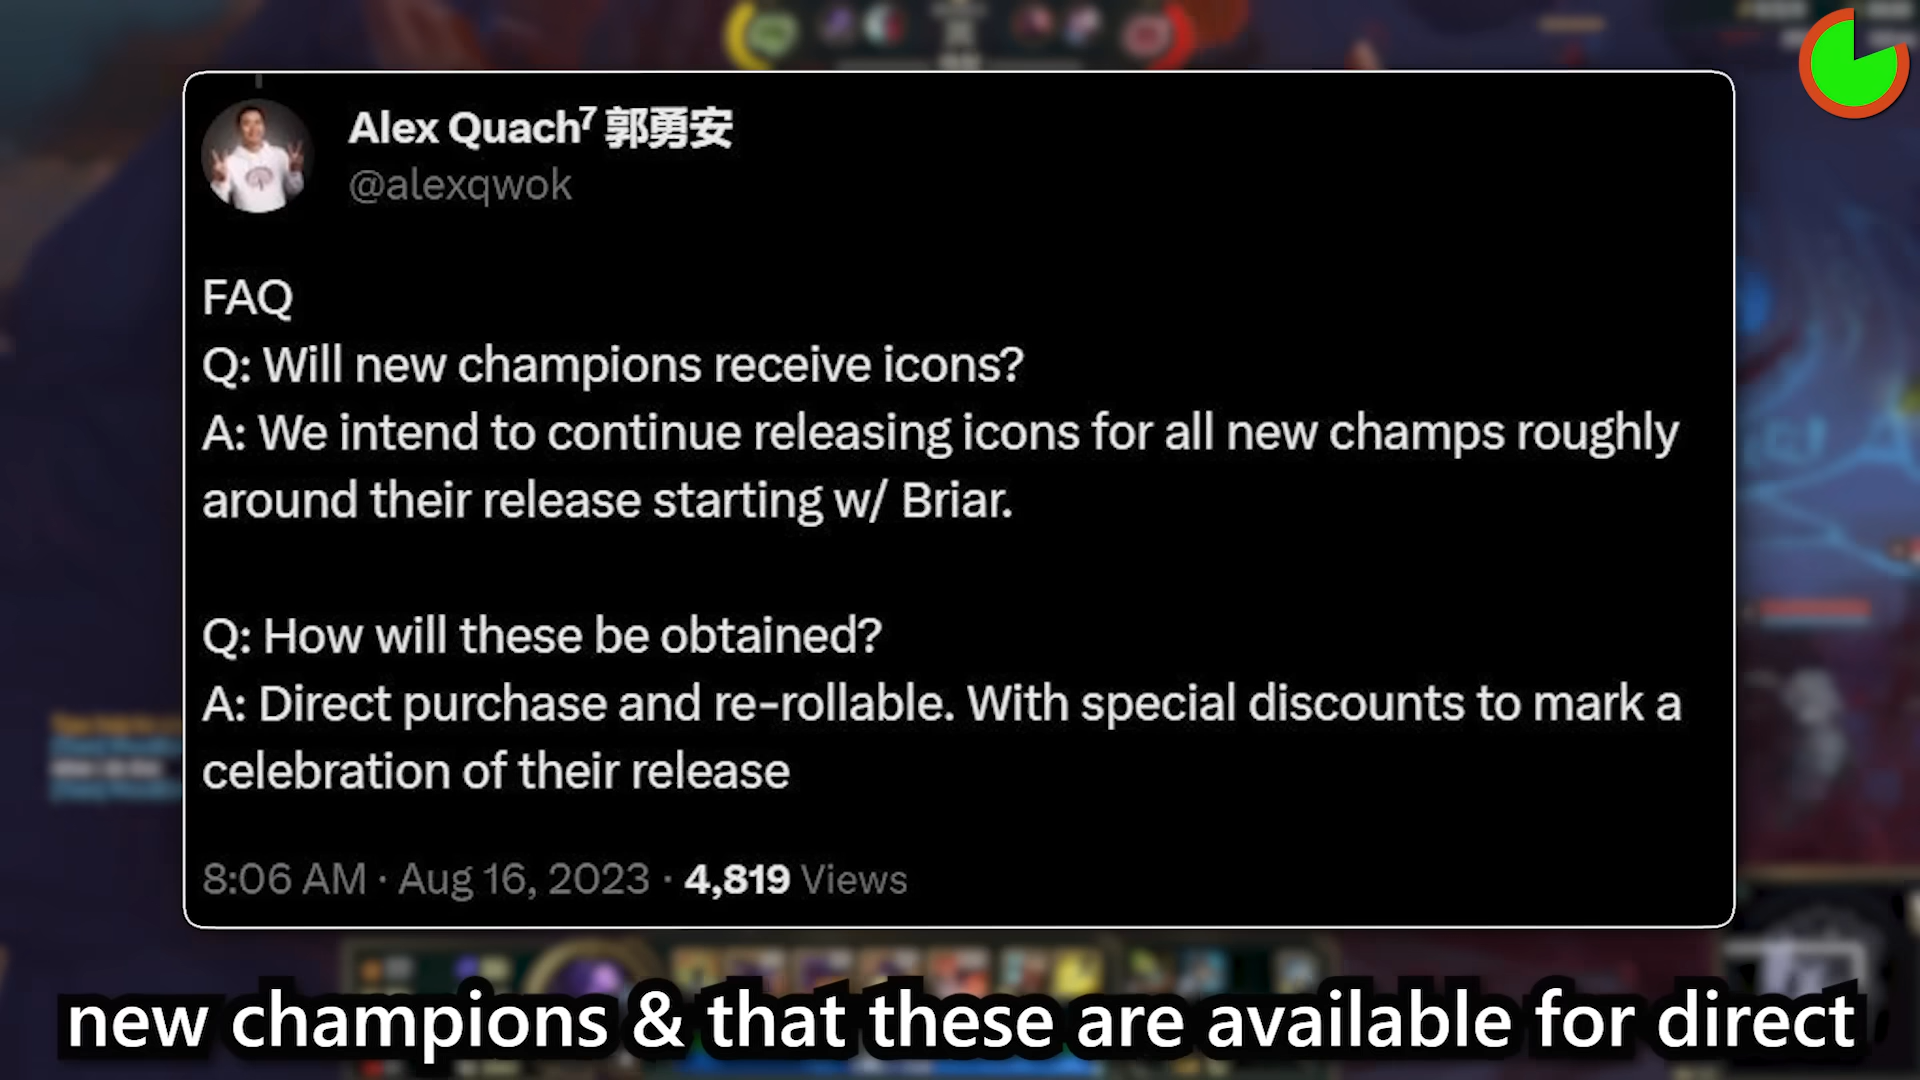 Alex Quach⁷ 郭勇安
@alexqwok
FAQ
Q: Will new champions receive icons?
A: We intend to continue releasing icons for all new champs roughly
around their release starting w/ Briar.
Q: How will these be obtained?
A: Direct purchase and re-rollable. With special discounts to mark a
celebration of their release
8:06 AM · Aug 16, 2023 · 4,819 Views
new champions & that these are available for direct